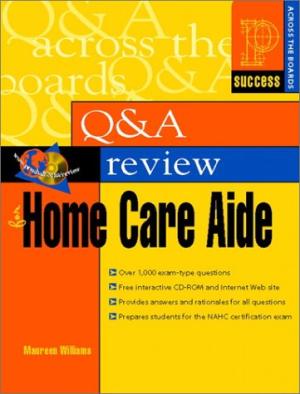 Q&A
across the
boards
Q&A
success
ACROSS THE BOARDS
Q&A
review
for
Home Care Aide
Over 1,000 exam-type questions
Free interactive CD-ROM and Internet Web site
Provides answers and rationales for all questions
Prepares students for the NAHC certification exam
Maureen Williams